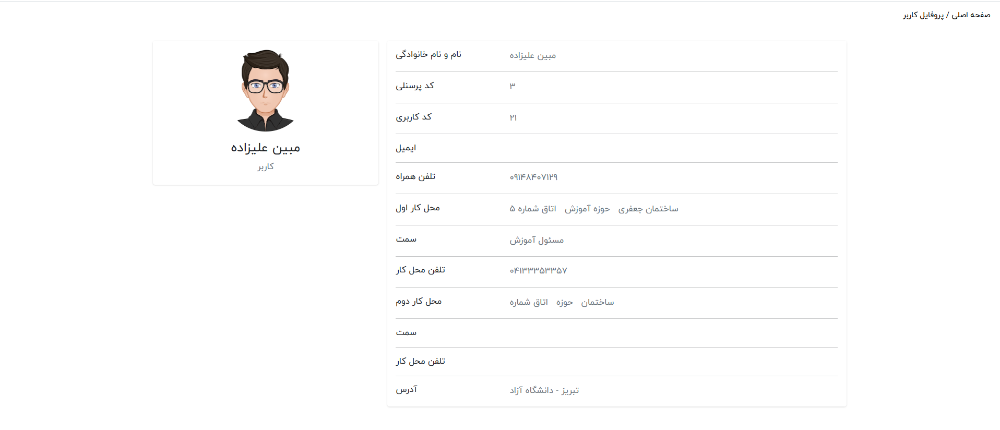 صفحه اصلی / پروفایل کاربر
مبین علیزاده
کاربر
نام و نام خانوادگی مبین علیزاده
کد پرسنلی ۳
کد کاربری ۲۱
ایمیل
تلفن همراه ۰۹۱۴۸۴۰۷۱۲۹
محل کار اول ساختمان جعفری حوزه آموزش اتاق شماره ۵
سمت مسئول آموزش
تلفن محل کار ۰۴۱۳۳۳۵۳۳۵۷
محل کار دوم ساختمان حوزه اتاق شماره
سمت
تلفن محل کار
آدرس تبریز - دانشگاه آزاد